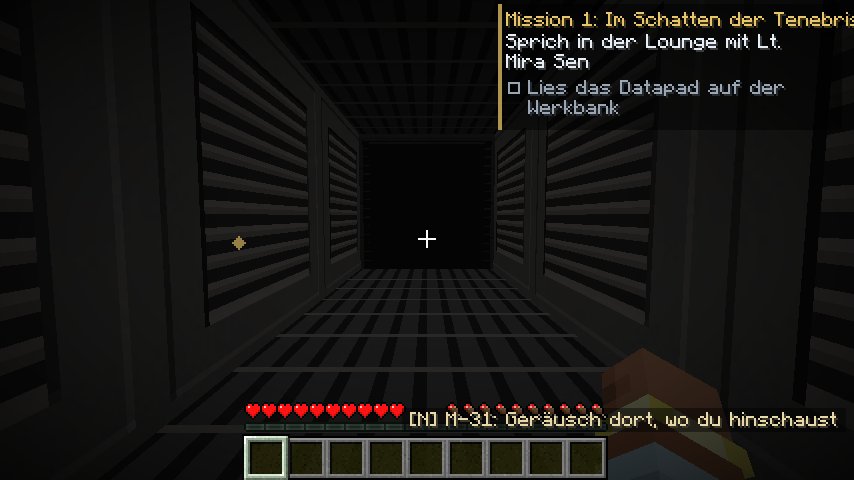 Mission 1: Im Schatten der Tenebris
Sprich in der Lounge mit Lt.
Mira Sen
Lies das Datapad auf der
Werkbank
[N] M-31: Geräusch dort, wo du hinschaust